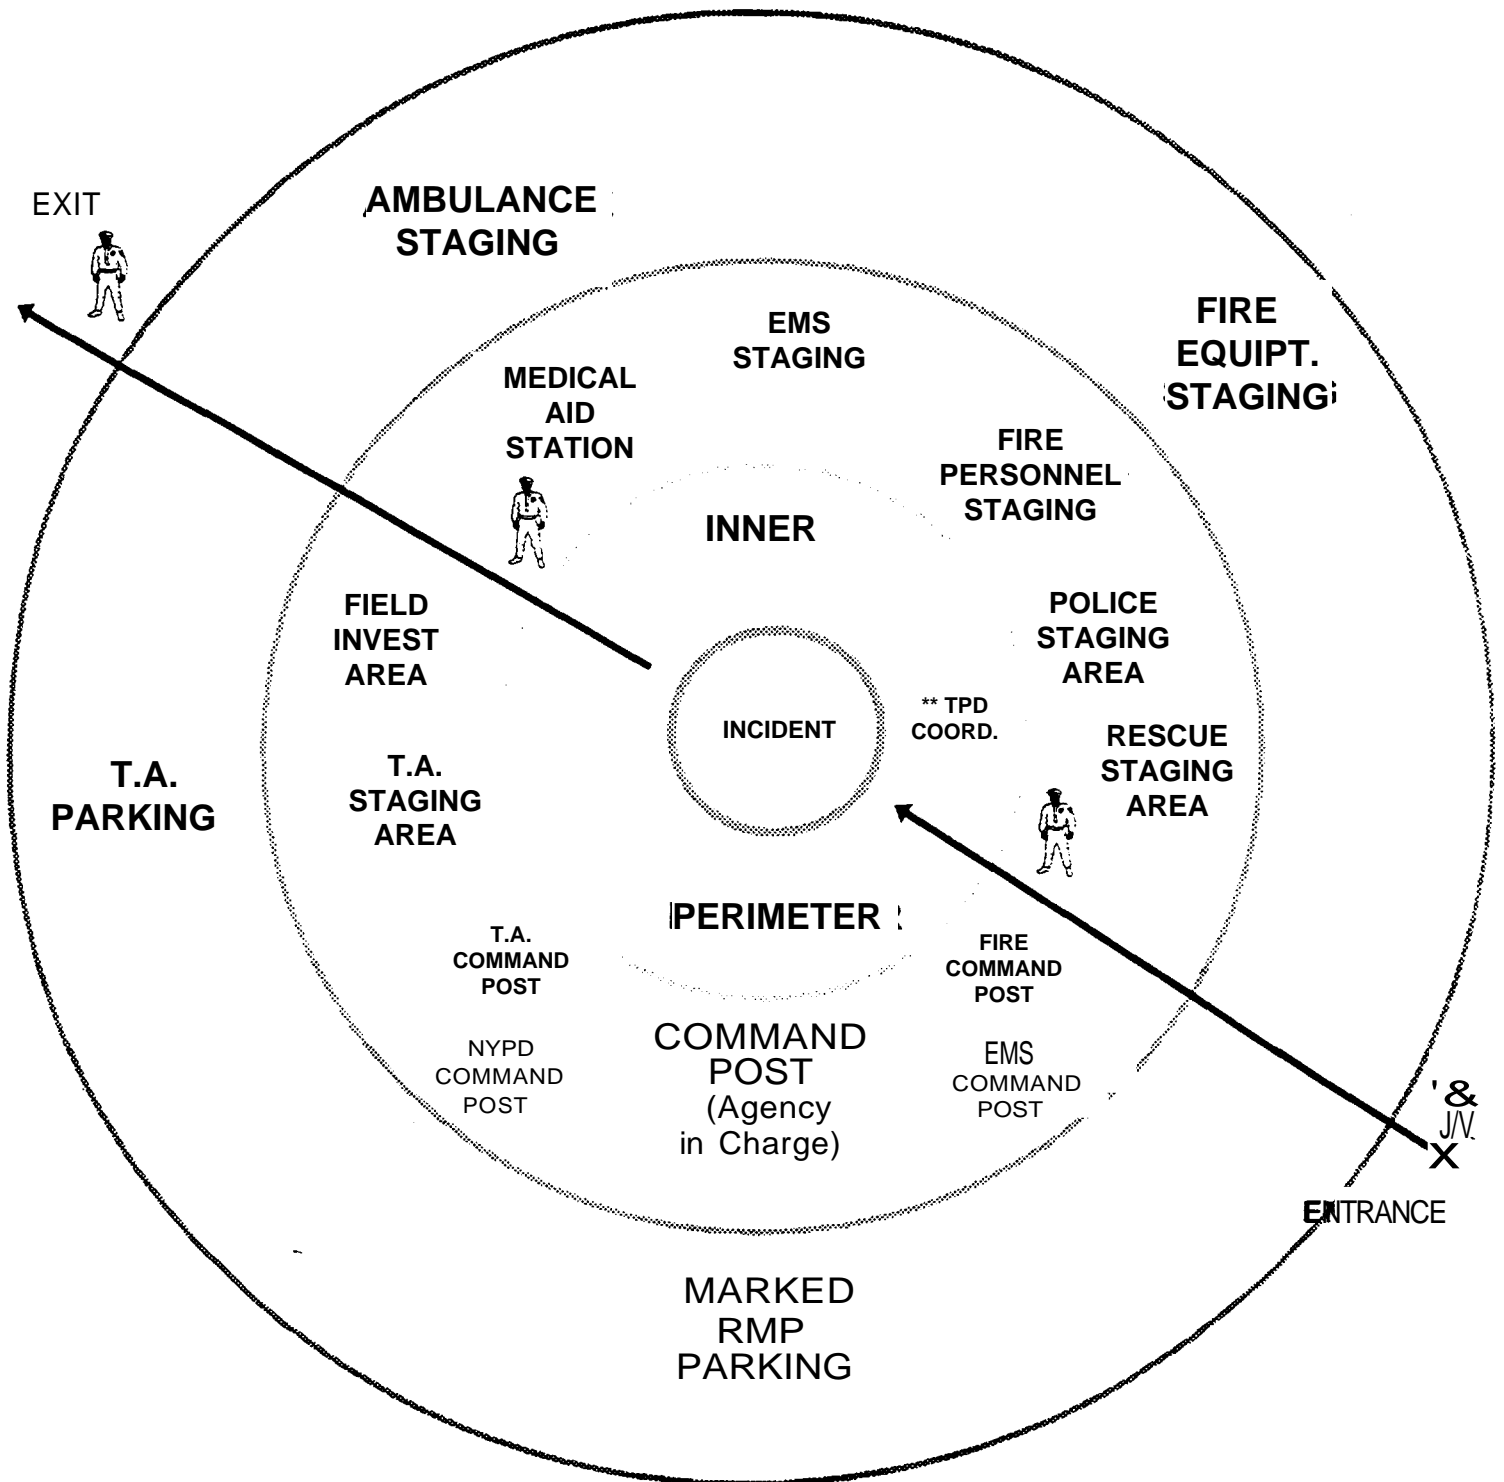 EXIT
AMBULANCE
STAGING
FIRE
EQUIPT.
STAGING
EMS
STAGING
MEDICAL
AID
STATION
FIRE
PERSONNEL
STAGING
INNER
FIELD
INVEST
AREA
POLICE
STAGING
AREA
INCIDENT
** TPD
COORD.
RESCUE
STAGING
AREA
T.A.
PARKING
T.A.
STAGING
AREA
PERIMETER
T.A.
COMMAND
POST
FIRE
COMMAND
POST
NYPD
COMMAND
POST
COMMAND
POST
(Agency
in Charge)
EMS
COMMAND
POST
'&
J/V.
X
ENTRANCE
MARKED
RMP
PARKING